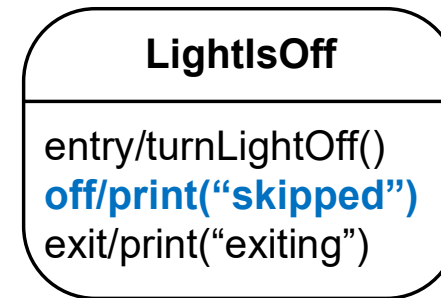 LightIsOff
entry/turnLightOff()
off/print(“skipped”)
exit/print(“exiting”)